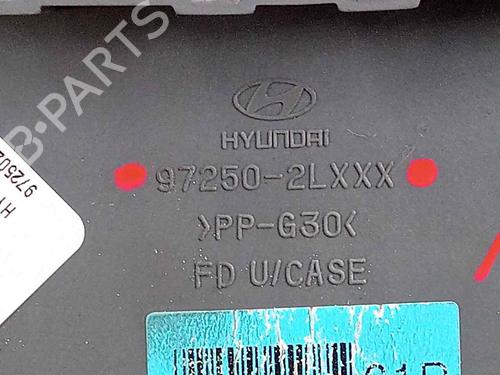 B-PARTS
HYUNDAI
97250-2LXXX
>PP-G30<
FD U/CASE